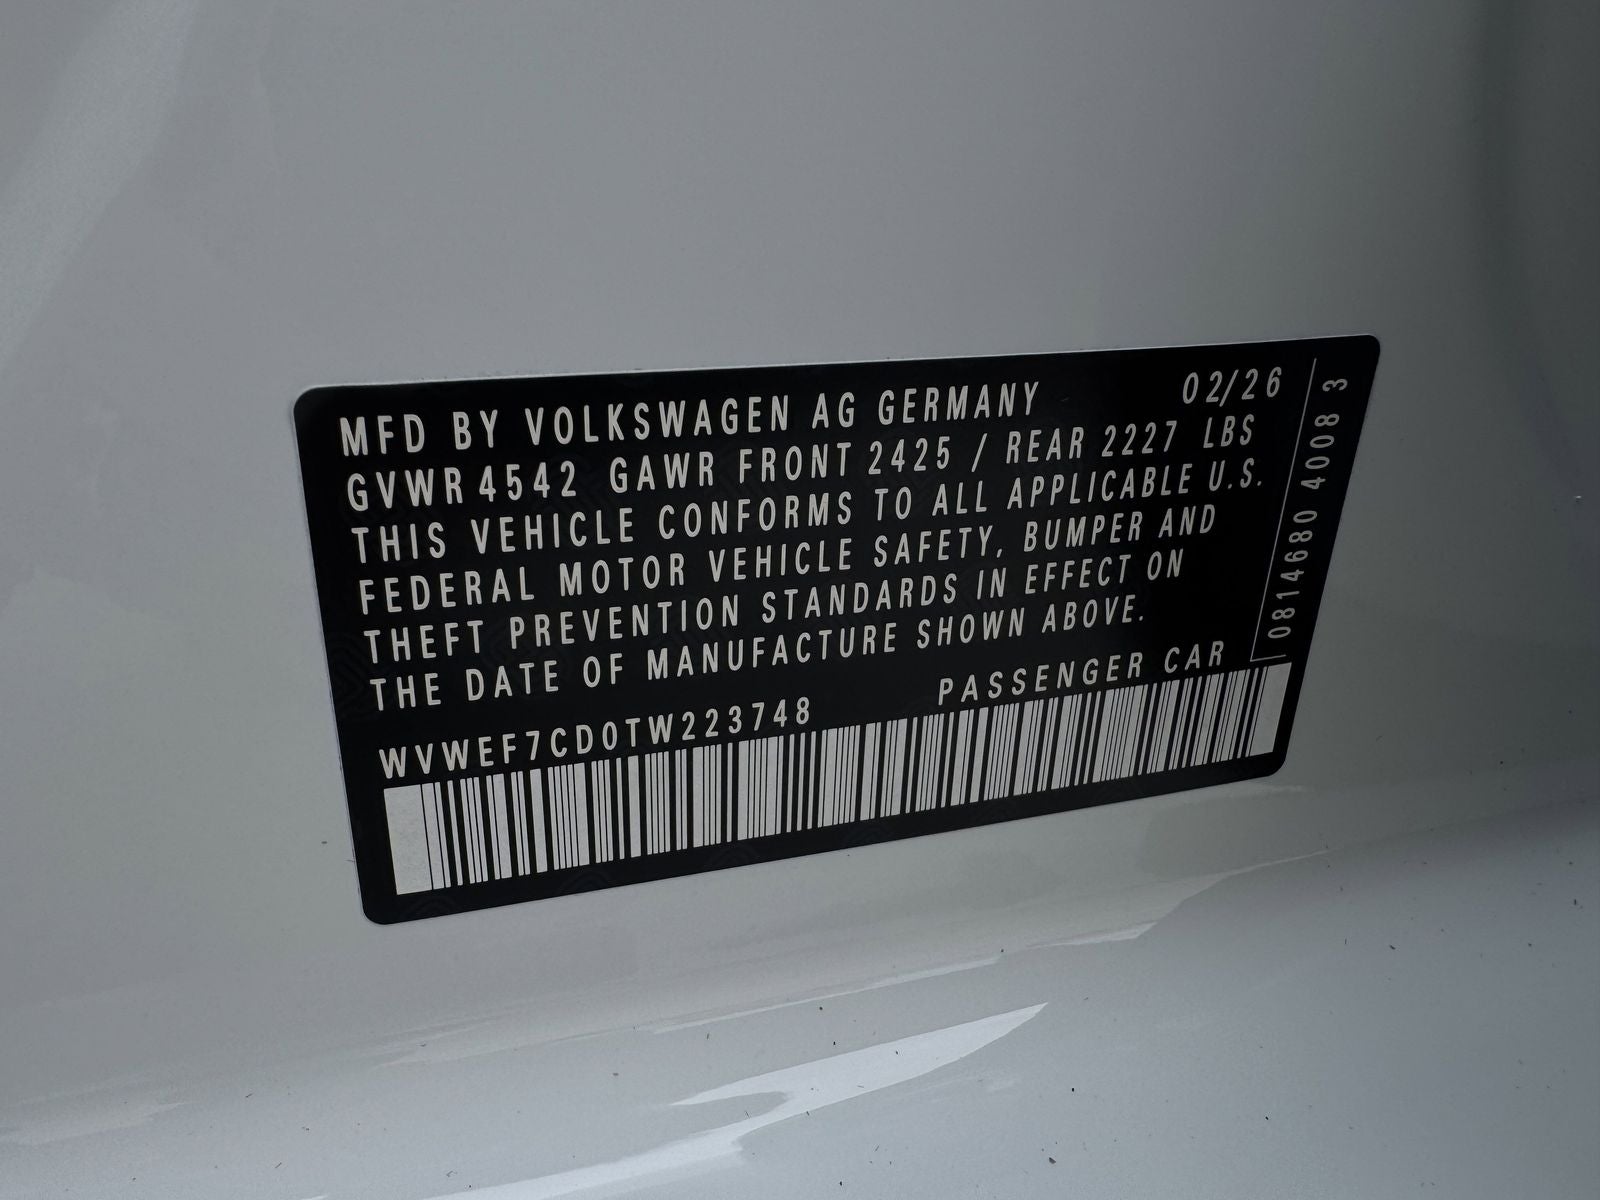 MFD BY VOLKSWAGEN AG GERMANY 02/26
GVWR 4542 GAWR FRONT 2425 / REAR 2227 LBS
THIS VEHICLE CONFORMS TO ALL APPLICABLE U.S.
FEDERAL MOTOR VEHICLE SAFETY, BUMPER AND
THEFT PREVENTION STANDARDS IN EFFECT ON
THE DATE OF MANUFACTURE SHOWN ABOVE.
WVWEF7CD0TW223748 PASSENGER CAR
0814680 4008 3